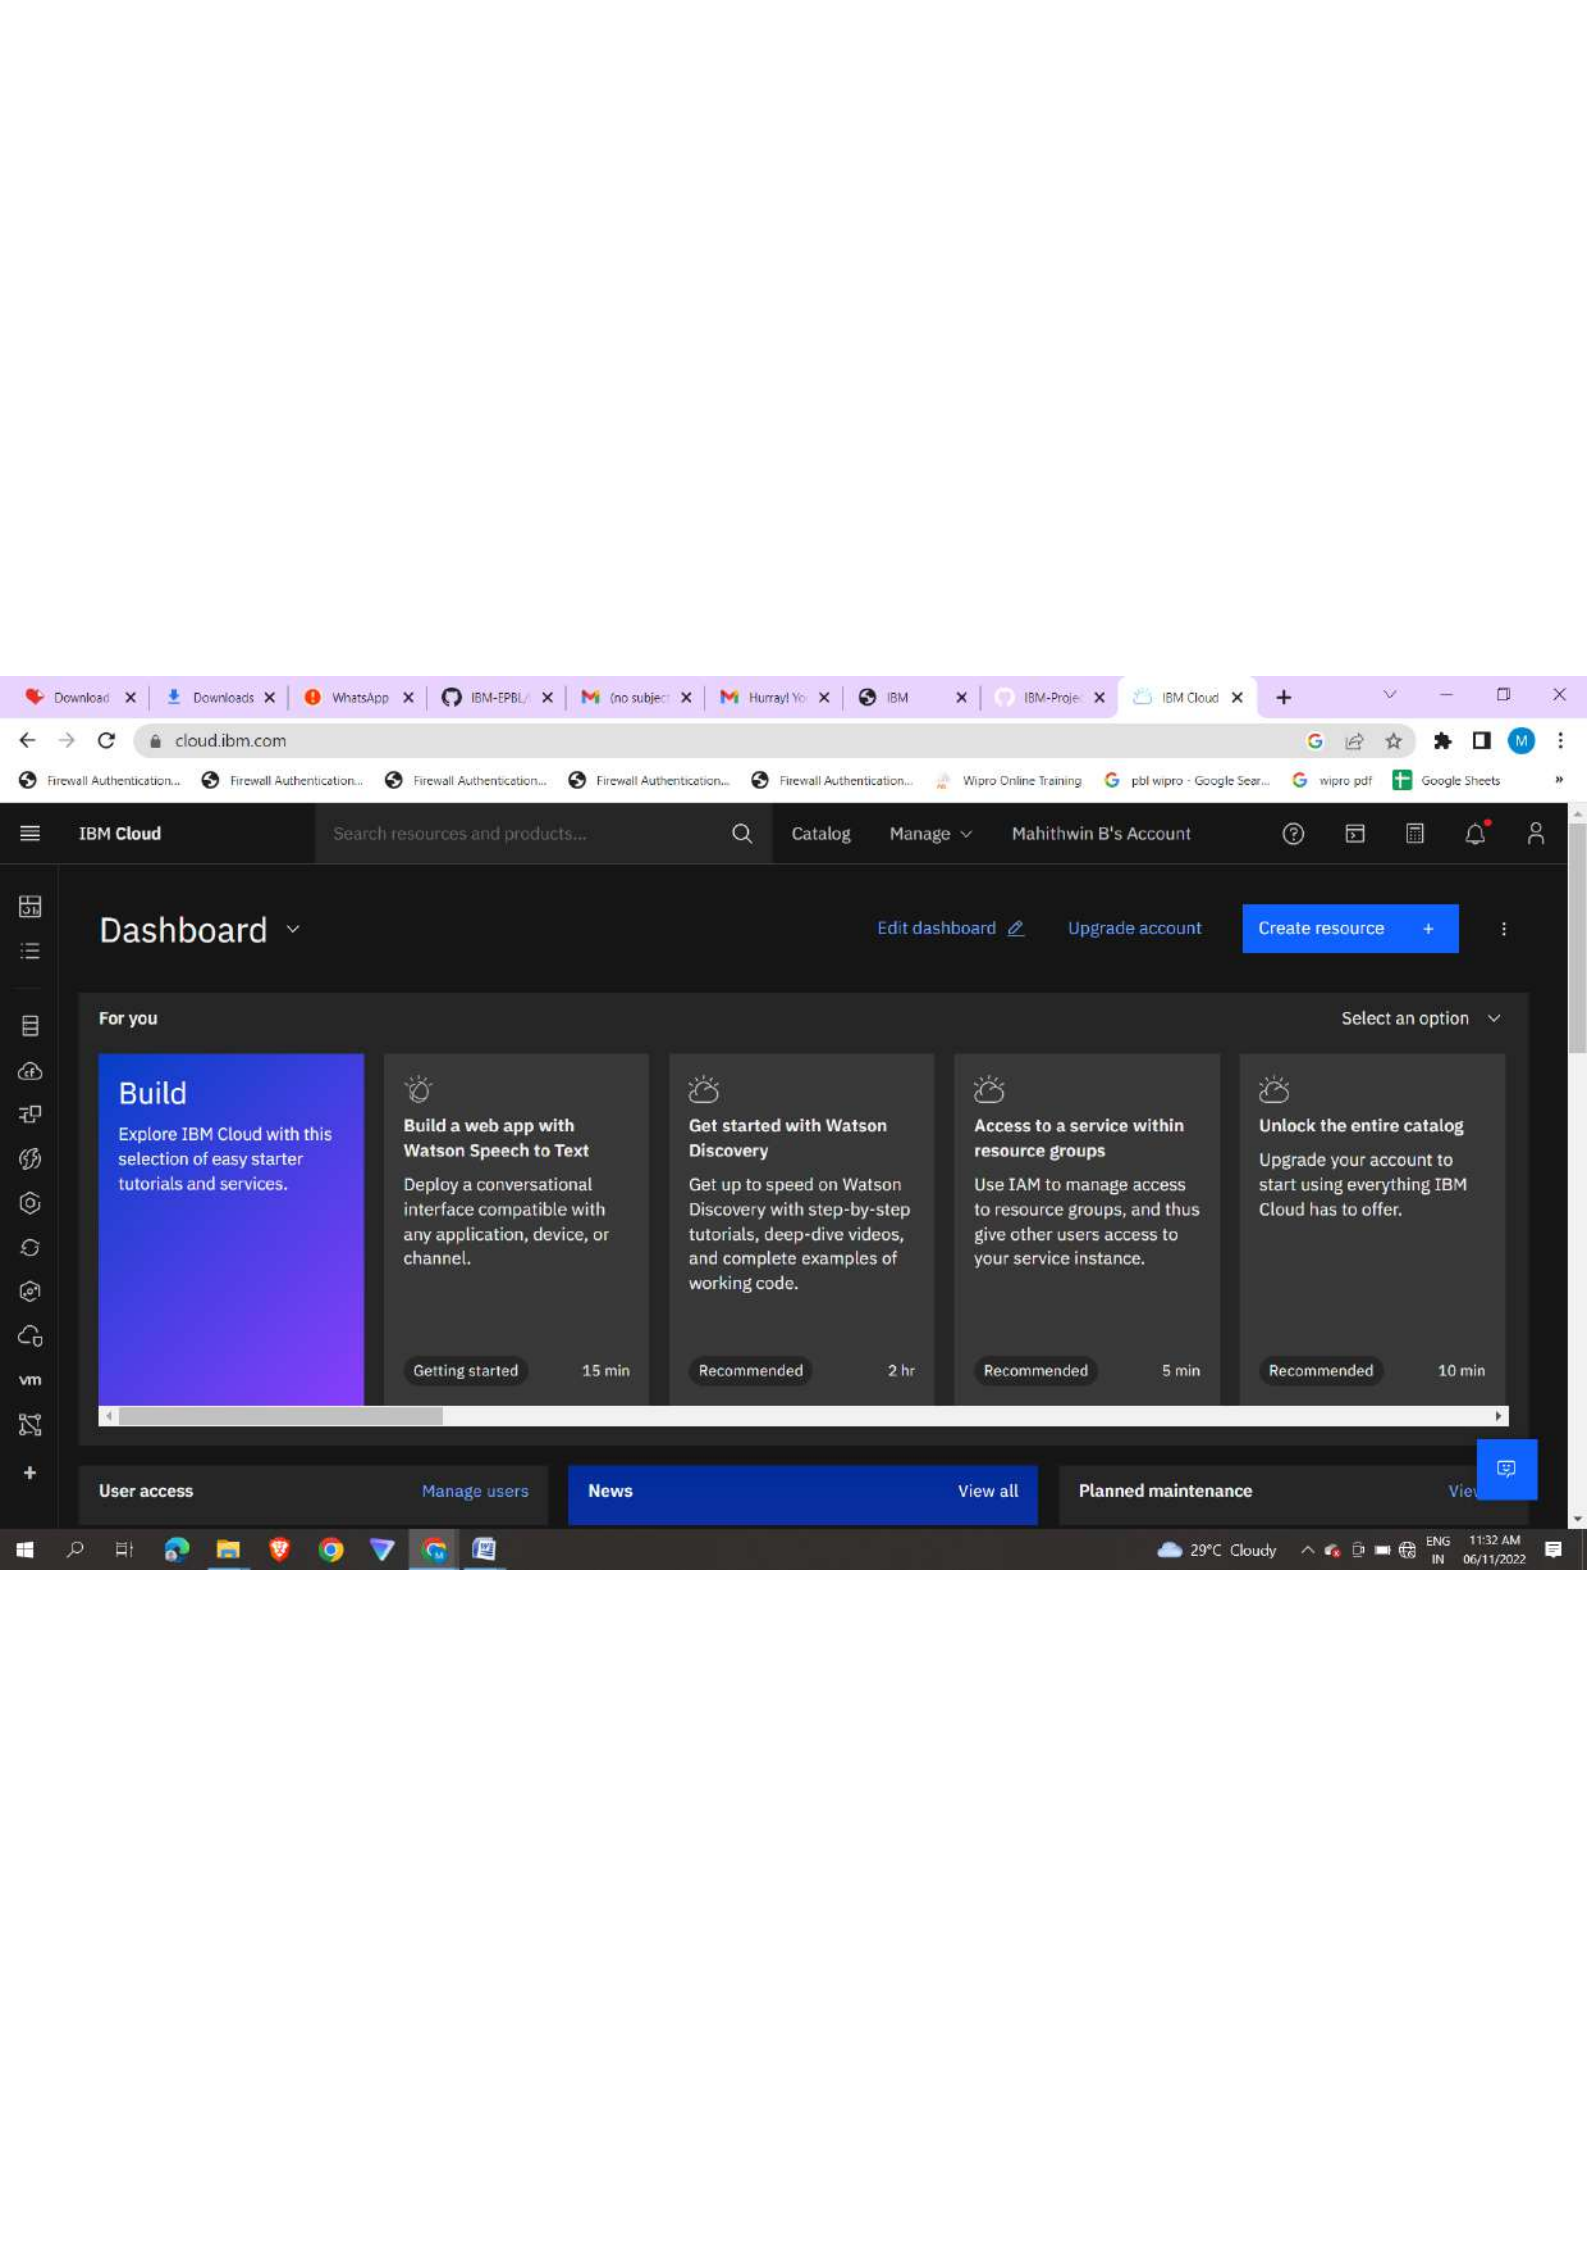 Download
Downloads
WhatsApp
IBM-EPBL/
(no subject
Hurray! Yo
IBM
IBM-Projec
IBM Cloud
cloud.ibm.com
M
Firewall Authentication...
Firewall Authentication...
Firewall Authentication...
Firewall Authentication...
Firewall Authentication...
Wipro Online Training
pbl wipro - Google Sear...
wipro pdf
Google Sheets
»
IBM Cloud
Search resources and products...
Catalog
Manage
Mahithwin B's Account
Dashboard
Edit dashboard
Upgrade account
Create resource +
For you
Select an option
Build
Explore IBM Cloud with this
selection of easy starter
tutorials and services.
Build a web app with
Watson Speech to Text
Deploy a conversational
interface compatible with
any application, device, or
channel.
Getting started
15 min
Get started with Watson
Discovery
Get up to speed on Watson
Discovery with step-by-step
tutorials, deep-dive videos,
and complete examples of
working code.
Recommended
2 hr
Access to a service within
resource groups
Use IAM to manage access
to resource groups, and thus
give other users access to
your service instance.
Recommended
5 min
Unlock the entire catalog
Upgrade your account to
start using everything IBM
Cloud has to offer.
Recommended
10 min
vm
User access
Manage users
News
View all
Planned maintenance
Vie
29°C Cloudy
ENG
IN
11:32 AM
06/11/2022